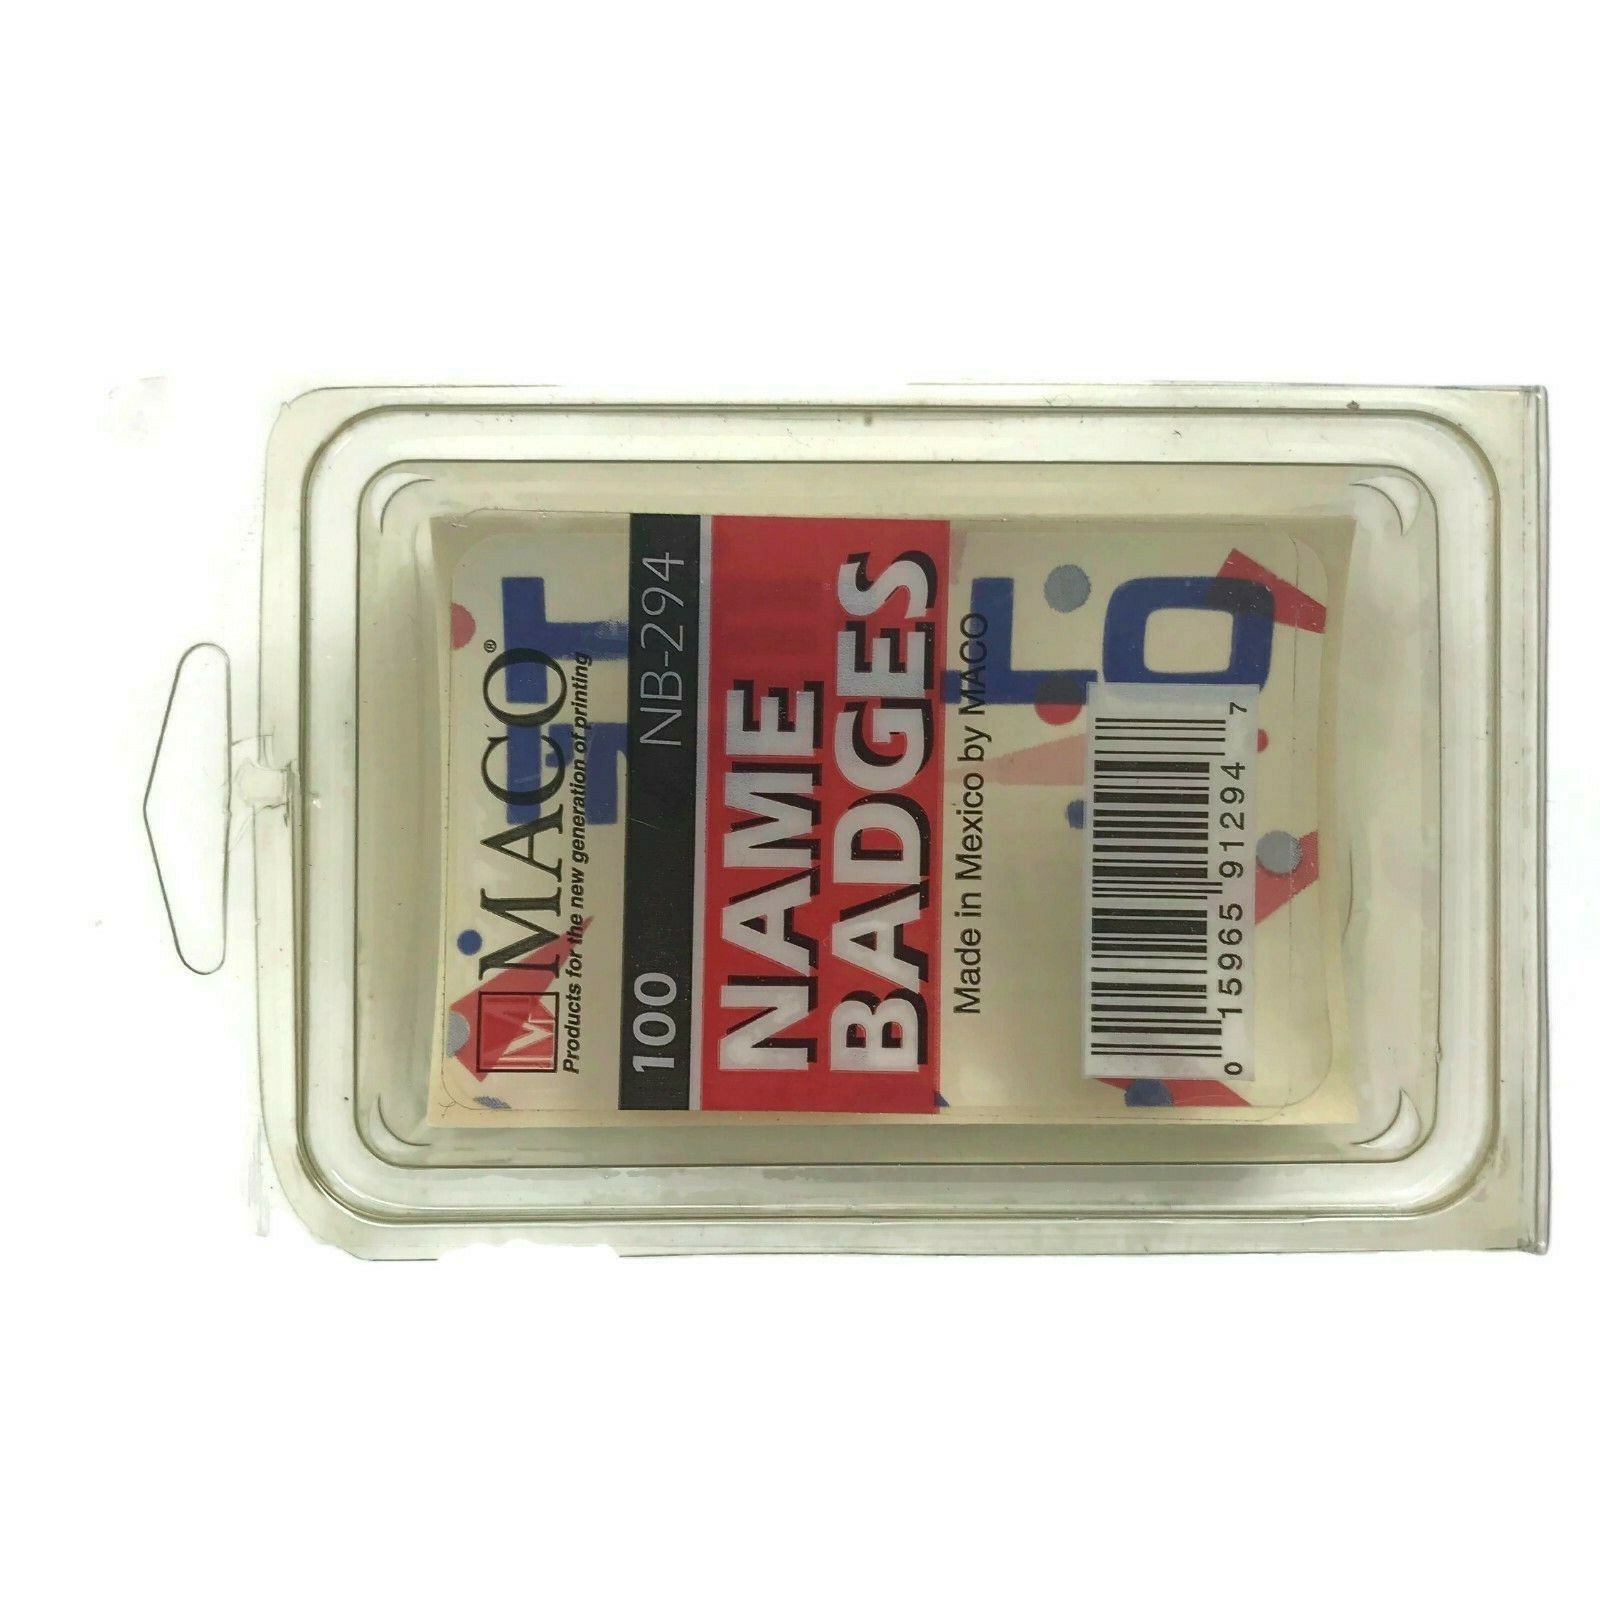 MACO®
Products for the new generation of printing
100 NB-294
NAME
BADGES
Made in Mexico by MACO
0 15965 91294 7